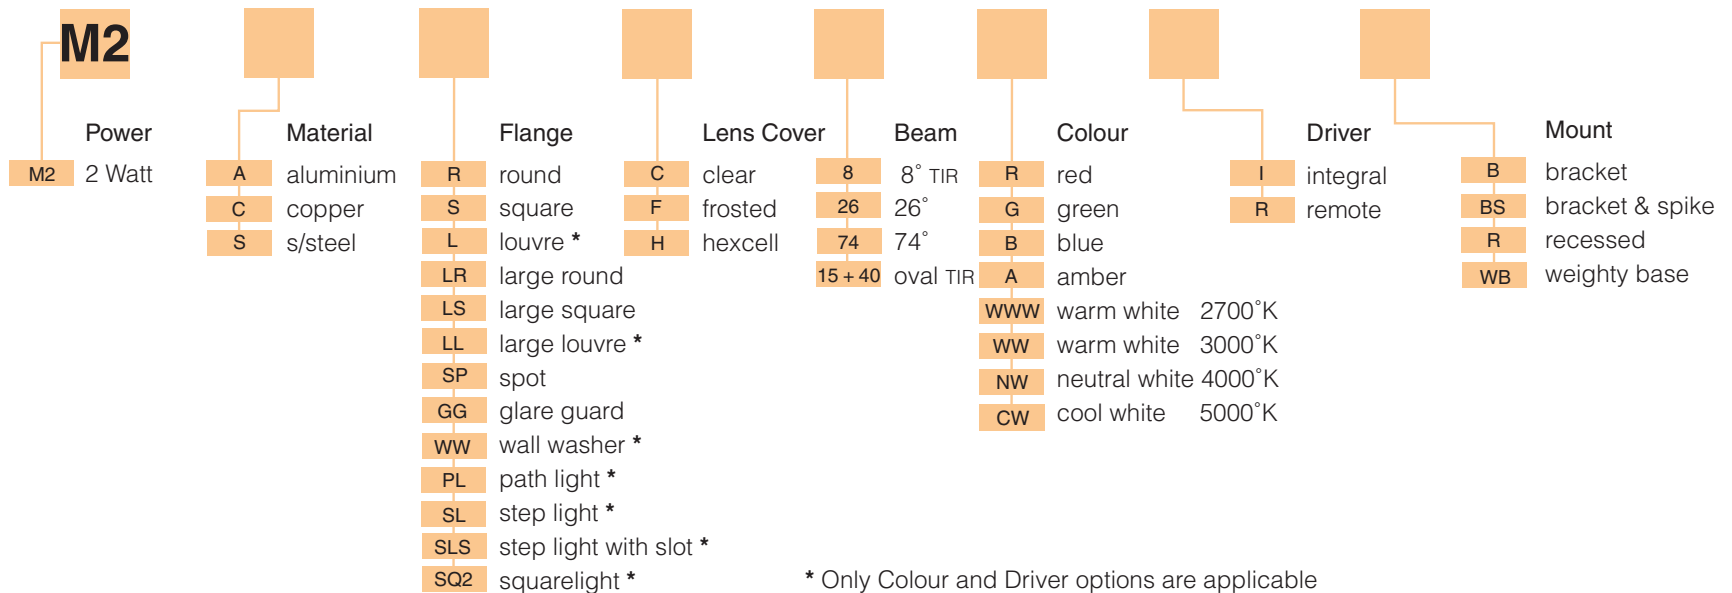 M2
Power
M2 2 Watt
Material
A aluminium
C copper
S s/steel
Flange
R round
S square
L louvre *
LR large round
LS large square
LL large louvre *
SP spot
GG glare guard
WW wall washer *
PL path light *
SL step light *
SLS step light with slot *
SQ2 squarelight *
Lens Cover
C clear
F frosted
H hexcell
Beam
8 8˚ TIR
26 26˚
74 74˚
15 + 40 oval TIR
Colour
R red
G green
B blue
A amber
WWW warm white 2700˚K
WW warm white 3000˚K
NW neutral white 4000˚K
CW cool white 5000˚K
Driver
I integral
R remote
Mount
B bracket
BS bracket & spike
R recessed
WB weighty base
* Only Colour and Driver options are applicable